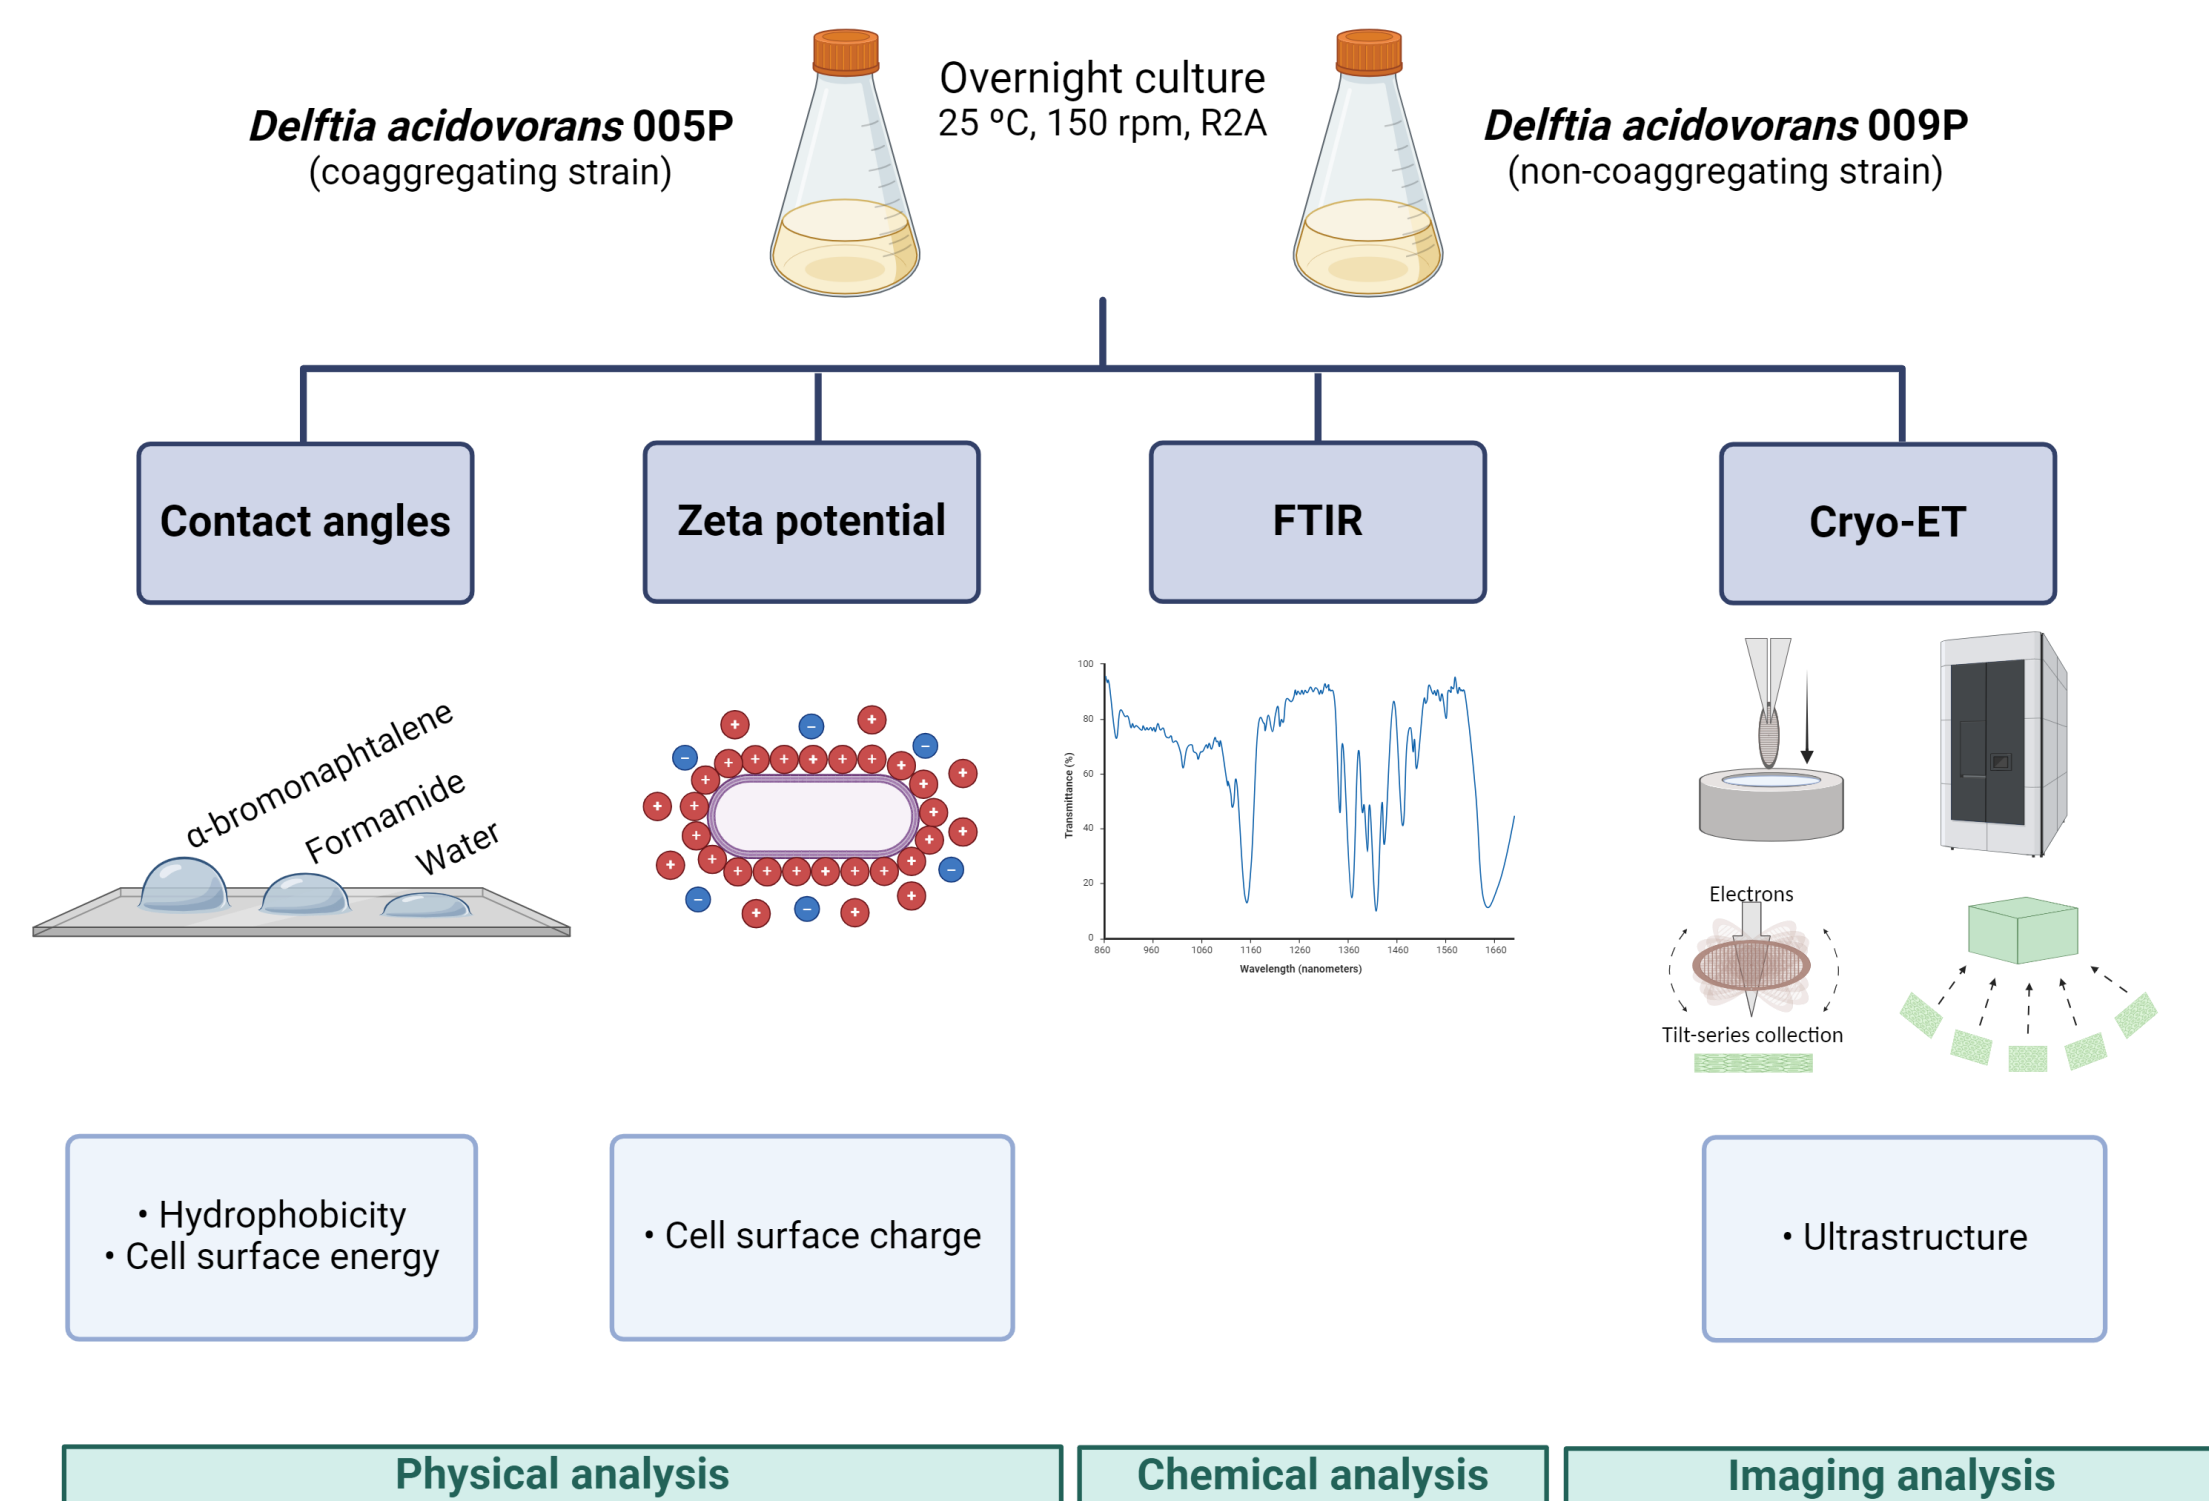 Overnight culture
25 ºC, 150 rpm, R2A
Delftia acidovorans 005P
(coaggregating strain)
Delftia acidovorans 009P
(non-coaggregating strain)
Contact angles
Zeta potential
FTIR
Cryo-ET
α-bromonaphtalene
Formamide
Water
100
80
60
40
20
0
Transmittance (%)
860 960 1060 1160 1260 1360 1460 1560 1660
Wavelength (nanometers)
Electrons
Tilt-series collection
• Hydrophobicity
• Cell surface energy
• Cell surface charge
• Ultrastructure
Physical analysis
Chemical analysis
Imaging analysis